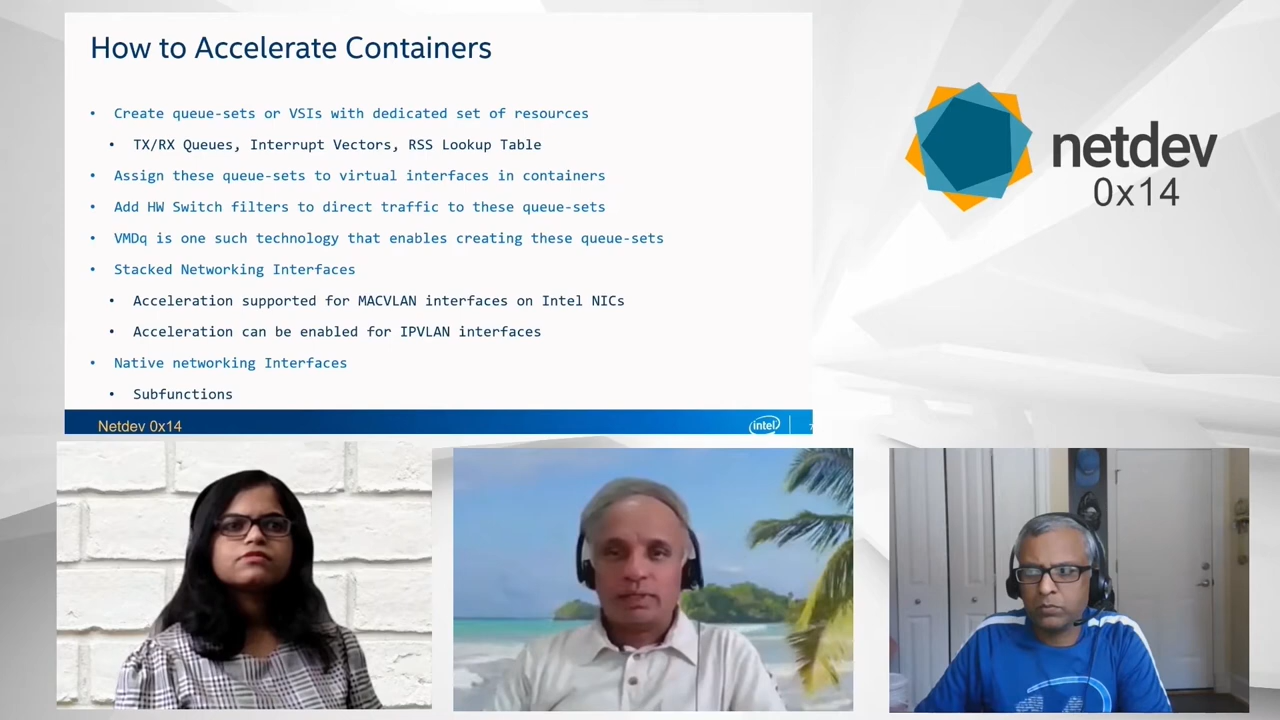 How to Accelerate Containers
• Create queue-sets or VSIs with dedicated set of resources
• TX/RX Queues, Interrupt Vectors, RSS Lookup Table
• Assign these queue-sets to virtual interfaces in containers
• Add HW Switch filters to direct traffic to these queue-sets
• VMDq is one such technology that enables creating these queue-sets
• Stacked Networking Interfaces
• Acceleration supported for MACVLAN interfaces on Intel NICs
• Acceleration can be enabled for IPVLAN interfaces
• Native networking Interfaces
• Subfunctions
Netdev 0x14
intel
7
netdev
0x14